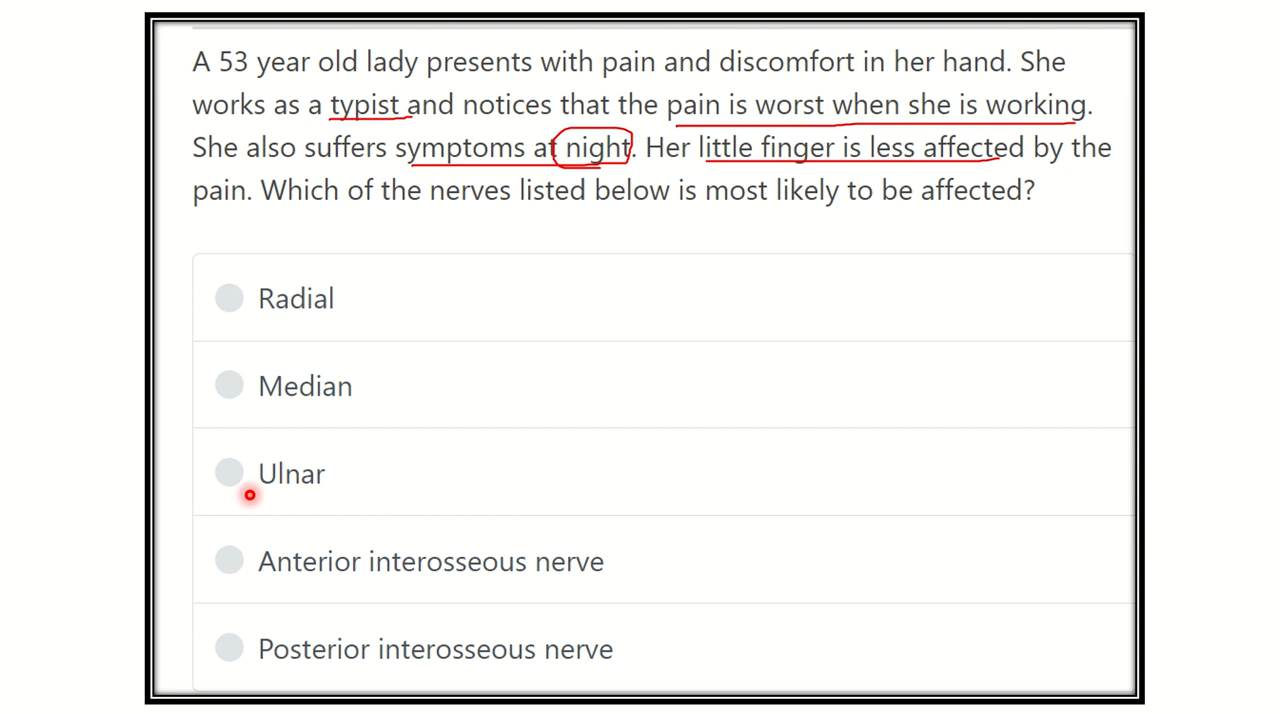 A 53 year old lady presents with pain and discomfort in her hand. She
works as a typist and notices that the pain is worst when she is working.
She also suffers symptoms at night. Her little finger is less affected by the
pain. Which of the nerves listed below is most likely to be affected?
Radial
Median
Ulnar
Anterior interosseous nerve
Posterior interosseous nerve